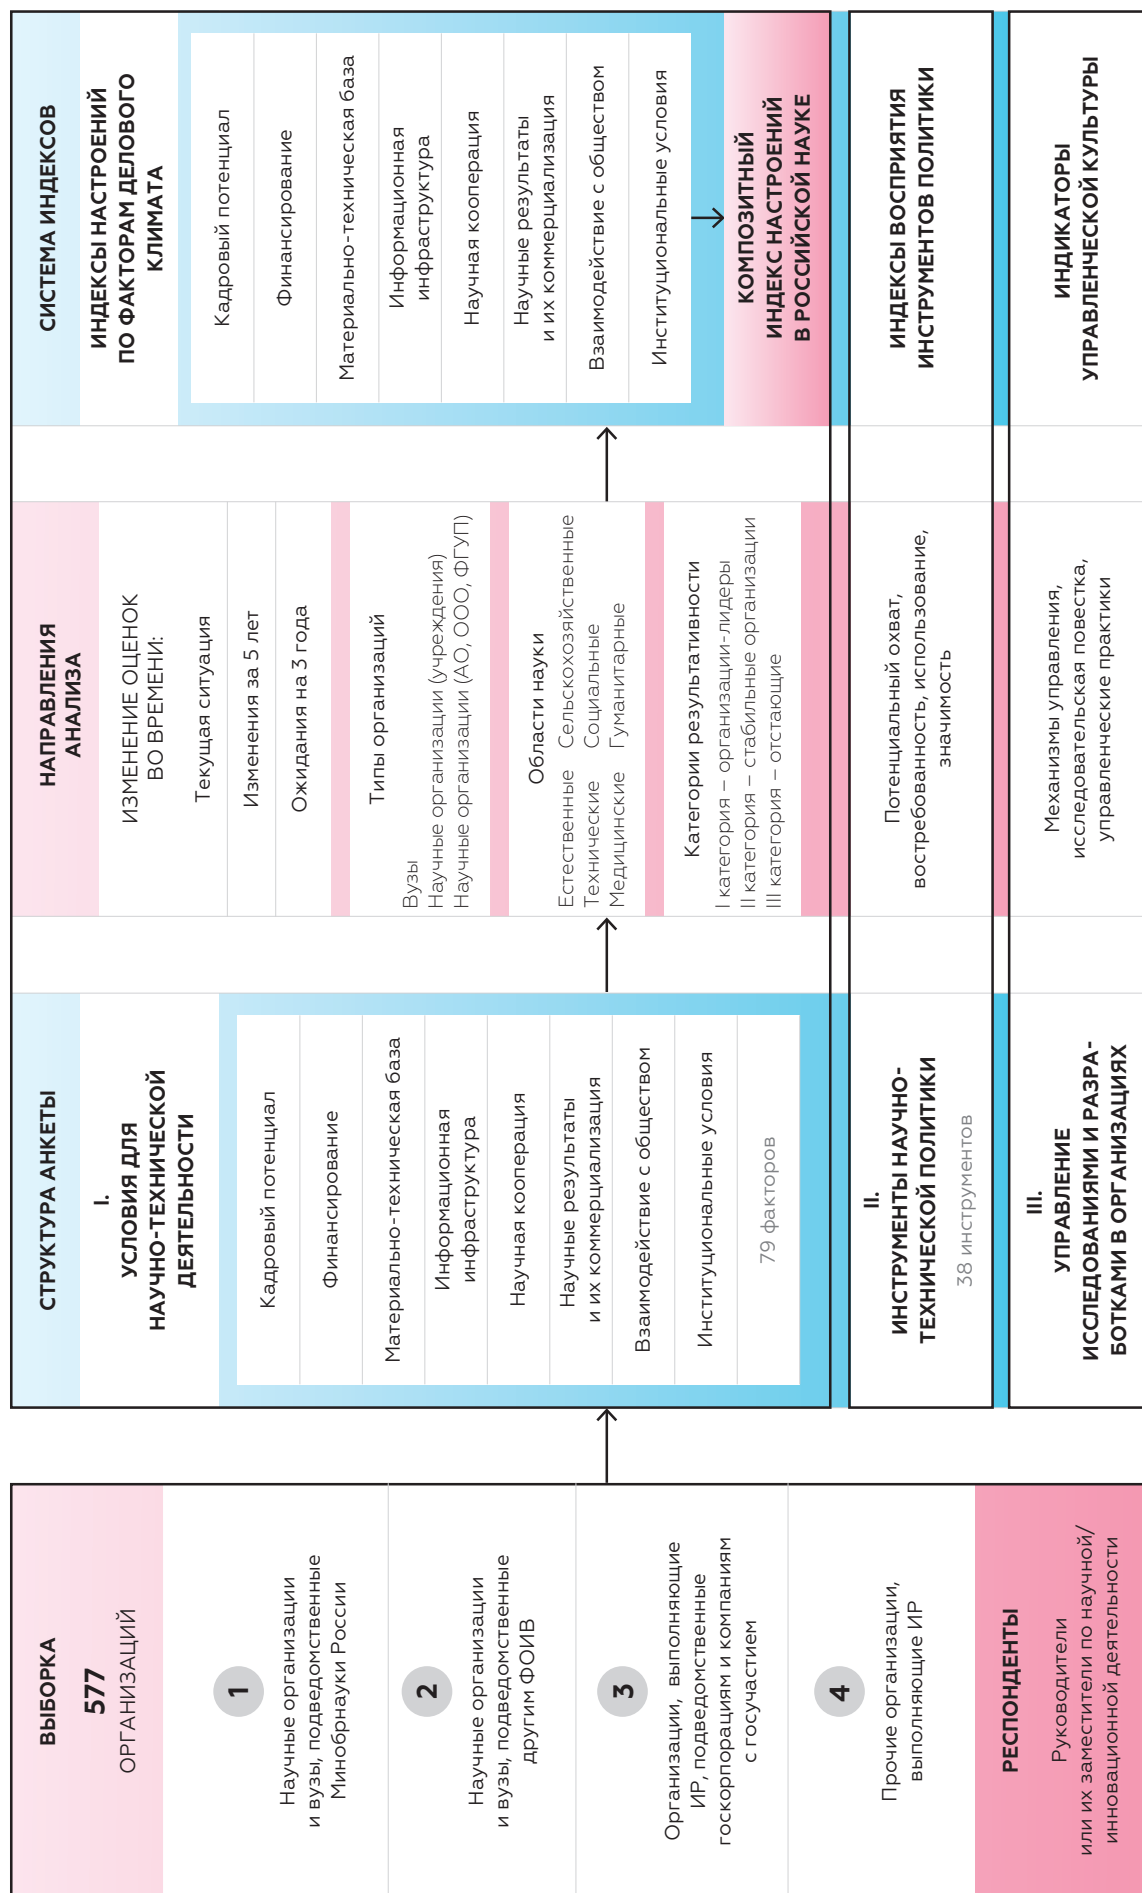 ВЫБОРКА
577
ОРГАНИЗАЦИЙ
1
Научные организации
и вузы, подведомственные
Минобрнауки России
2
Научные организации
и вузы, подведомственные
другим ФОИВ
3
Организации, выполняющие
ИР, подведомственные
госкорпорациям и компаниям
с госучастием
4
Прочие организации,
выполняющие ИР
РЕСПОНДЕНТЫ
Руководители
или их заместители по научной/
инновационной деятельности
СТРУКТУРА АНКЕТЫ
I.
УСЛОВИЯ ДЛЯ
НАУЧНО-ТЕХНИЧЕСКОЙ
ДЕЯТЕЛЬНОСТИ
Кадровый потенциал
Финансирование
Материально-техническая база
Информационная
инфраструктура
Научная кооперация
Научные результаты
и их коммерциализация
Взаимодействие с обществом
Институциональные условия
79 факторов
II.
ИНСТРУМЕНТЫ НАУЧНО-
ТЕХНИЧЕСКОЙ ПОЛИТИКИ
38 инструментов
III.
УПРАВЛЕНИЕ
ИССЛЕДОВАНИЯМИ И РАЗРА-
БОТКАМИ В ОРГАНИЗАЦИЯХ
НАПРАВЛЕНИЯ
АНАЛИЗА
ИЗМЕНЕНИЕ ОЦЕНОК
ВО ВРЕМЕНИ:
Текущая ситуация
Изменения за 5 лет
Ожидания на 3 года
Типы организаций
Вузы
Научные организации (учреждения)
Научные организации (АО, ООО, ФГУП)
Области науки
Естественные Сельскохозяйственные
Технические Социальные
Медицинские Гуманитарные
Категории результативности
I категория – организации-лидеры
II категория – стабильные организации
III категория – отстающие
Потенциальный охват,
востребованность, использование,
значимость
Механизмы управления,
исследовательская повестка,
управленческие практики
СИСТЕМА ИНДЕКСОВ
ИНДЕКСЫ НАСТРОЕНИЙ
ПО ФАКТОРАМ ДЕЛОВОГО
КЛИМАТА
Кадровый потенциал
Финансирование
Материально-техническая база
Информационная
инфраструктура
Научная кооперация
Научные результаты
и их коммерциализация
Взаимодействие с обществом
Институциональные условия
КОМПОЗИТНЫЙ
ИНДЕКС НАСТРОЕНИЙ
В РОССИЙСКОЙ НАУКЕ
ИНДЕКСЫ ВОСПРИЯТИЯ
ИНСТРУМЕНТОВ ПОЛИТИКИ
ИНДИКАТОРЫ
УПРАВЛЕНЧЕСКОЙ КУЛЬТУРЫ